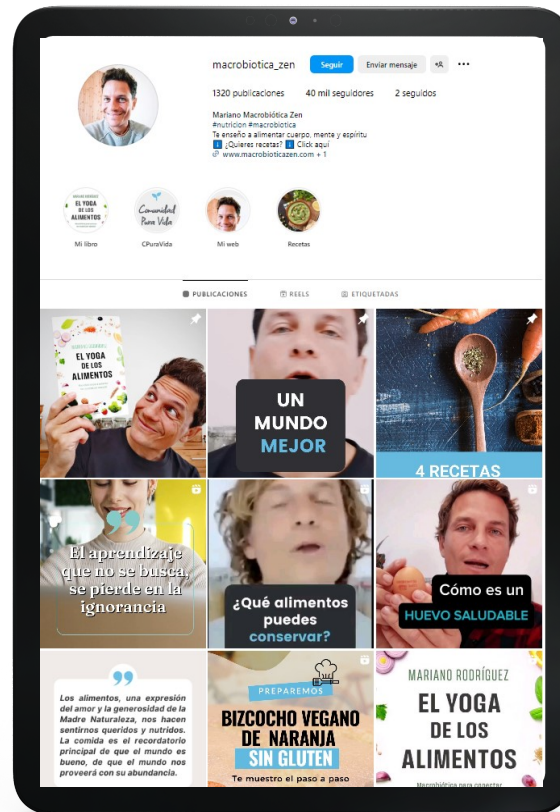 macrobiotica_zen
Seguir
Enviar mensaje
1320 publicaciones
40 mil seguidores
2 seguidos
Mariano Macrobiótica Zen
#nutricion #macrobiotica
Te enseño a alimentar cuerpo, mente y espíritu
¿Quieres recetas? Click aquí
www.macrobioticazen.com + 1
EL YOGA
DE LOS
ALIMENTOS
Comunidad
Pura Vida
Mi libro
CPuraVida
Mi web
Recetas
PUBLICACIONES
REELS
ETIQUETADAS
EL YOGA
DE LOS
ALIMENTOS
UN
MUNDO
MEJOR
4 RECETAS
El aprendizaje
que no se busca,
se pierde en la
ignorancia
¿Qué alimentos
puedes
conservar?
Cómo es un
HUEVO SALUDABLE
Los alimentos, una expresión
del amor y la generosidad de la
Madre Naturaleza, nos hacen
sentirnos queridos y nutridos.
La comida es el recordatorio
principal de que el mundo es
bueno, de que el mundo nos
proveerá con su abundancia.
PREPAREMOS
BIZCOCHO VEGANO
DE NARANJA
SIN GLUTEN
Te muestro el paso a paso
MARIANO RODRÍGUEZ
EL YOGA
DE LOS
ALIMENTOS